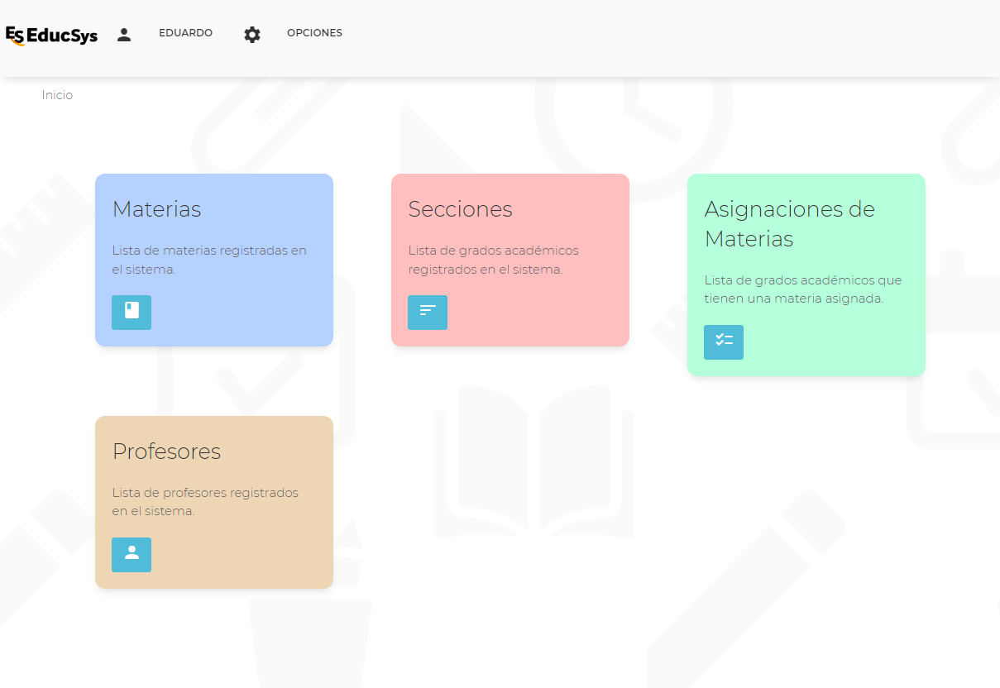 ES EducSys
EDUARDO
OPCIONES
Inicio
Materias
Lista de materias registradas en
el sistema.
Secciones
Lista de grados académicos
registrados en el sistema.
Asignaciones de
Materias
Lista de grados académicos que
tienen una materia asignada.
Profesores
Lista de profesores registrados
en el sistema.